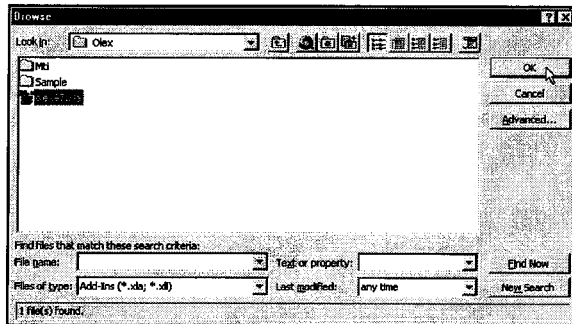 Browse
Look in: Olex
Mti
Sample
OK
Cancel
Advanced...
Find files that match these search criteria:
File name: Text or property: Find Now
Files of type: Add-Ins (*.xla; *.xll) Last modified: any time New Search
1 file(s) found.